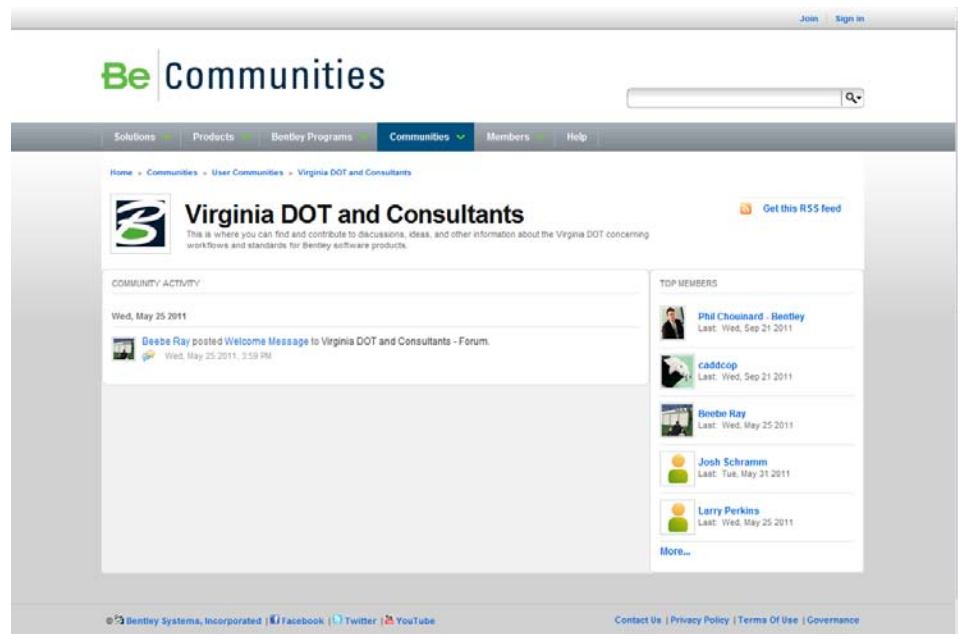 Join Sign in
Be Communities
Solutions Products Bentley Programs Communities Members Help
Home » Communities » User Communities » Virginia DOT and Consultants
Virginia DOT and Consultants
Get this RSS feed
This is where you can find and contribute to discussions, ideas, and other information about the Virginia DOT concerning
workflows and standards for Bentley software products.
COMMUNITY ACTIVITY
Wed, May 25 2011
Beebe Ray posted Welcome Message to Virginia DOT and Consultants - Forum.
Wed, May 25 2011, 3:59 PM
TOP MEMBERS
Phil Chouinard - Bentley
Last: Wed, Sep 21 2011
caddcop
Last: Wed, Sep 21 2011
Beebe Ray
Last: Wed, May 25 2011
Josh Schramm
Last: Tue, May 31 2011
Larry Perkins
Last: Wed, May 25 2011
More...
© Bentley Systems, Incorporated | Facebook | Twitter | YouTube
Contact Us | Privacy Policy | Terms Of Use | Governance